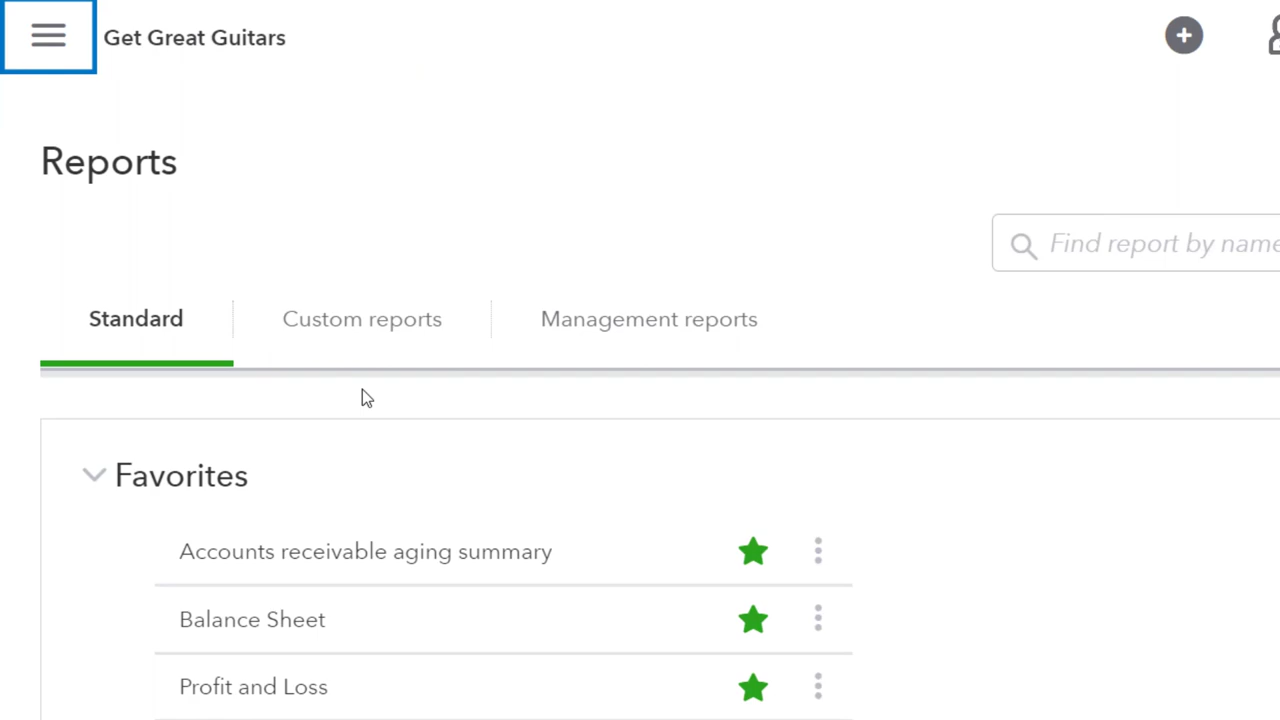 Get Great Guitars
Reports
Find report by name
Standard
Custom reports
Management reports
Favorites
Accounts receivable aging summary
Balance Sheet
Profit and Loss